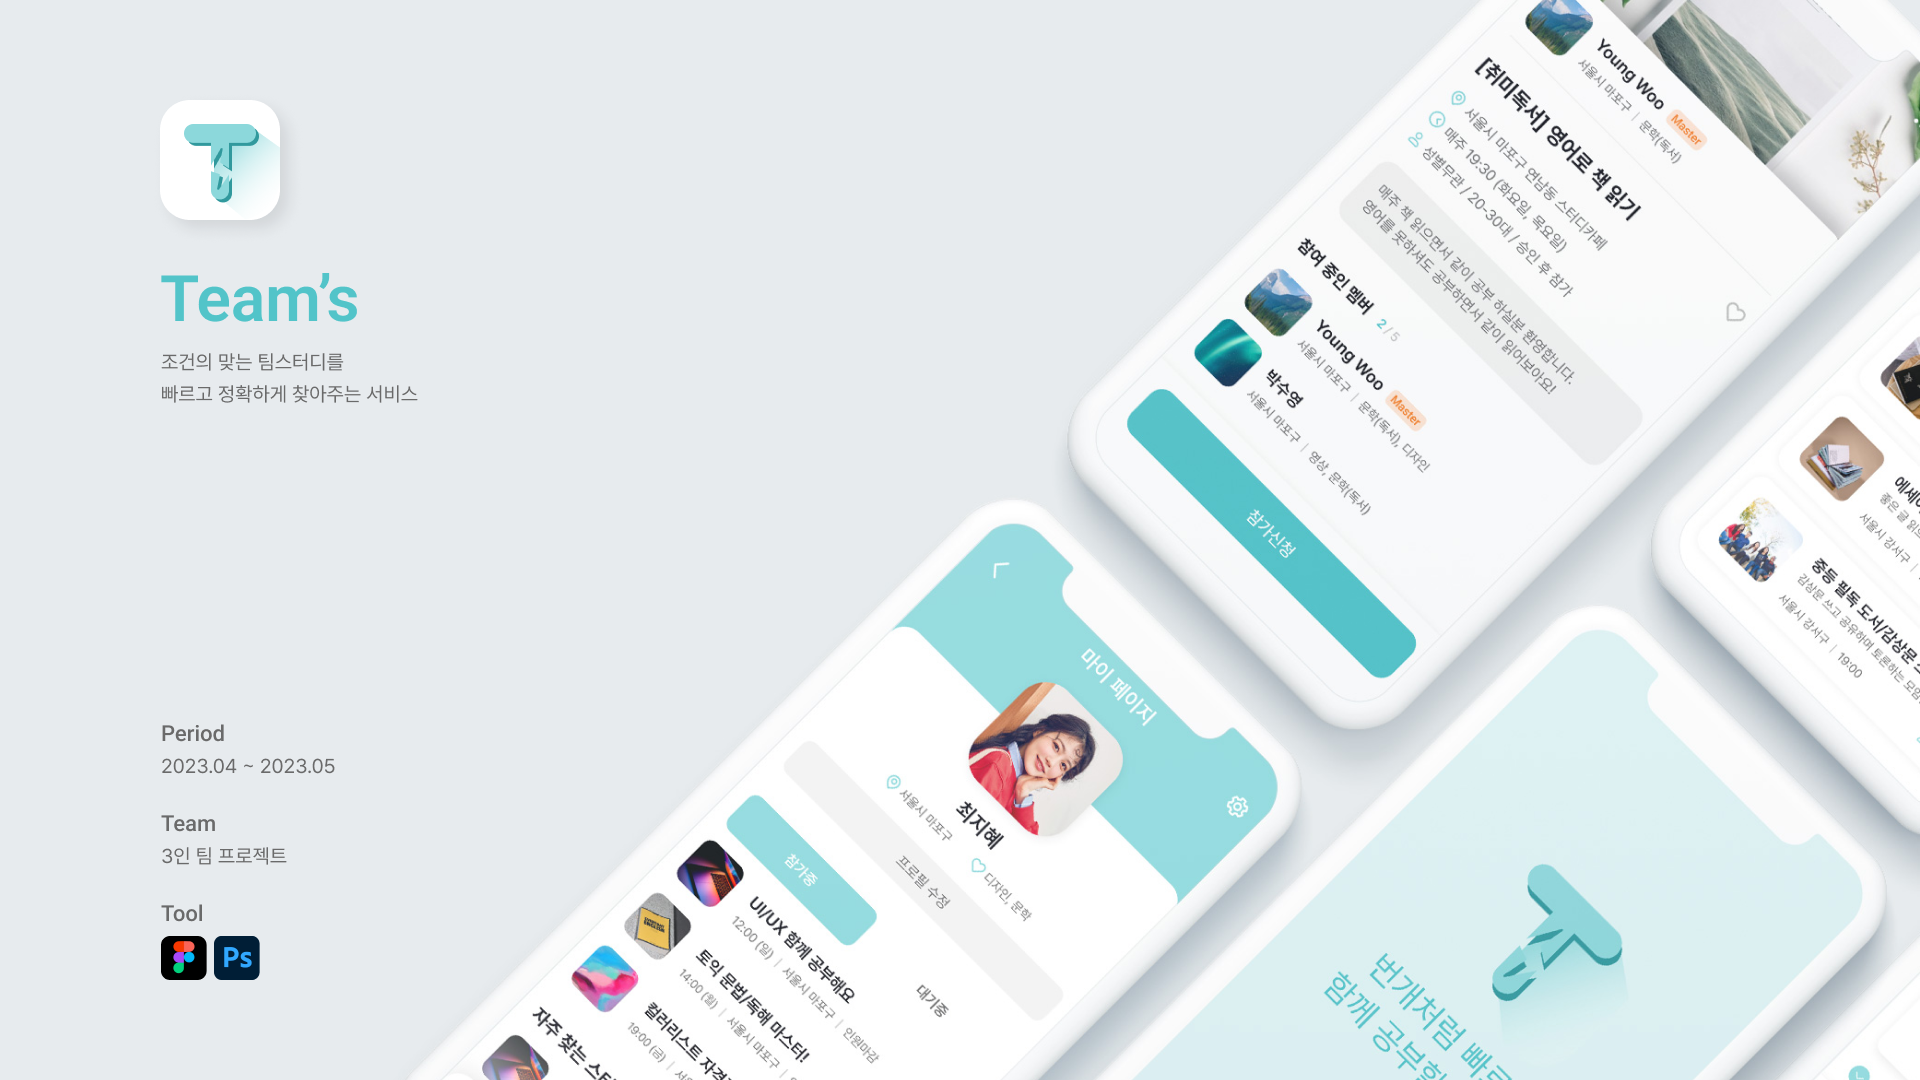 Team's
조건의 맞는 팀스터디를
빠르고 정확하게 찾아주는 서비스
Period
2023.04 ~ 2023.05
Team
3인 팀 프로젝트
Tool
Ps
Young Woo Master
서울시 마포구 | 문학(독서)
[취미독서] 영어로 책 읽기
서울시 마포구 연남동 스터디카페
매주 19:30 (화요일, 목요일)
성별무관 / 20-30대 / 승인 후 참가
매주 책 읽으면서 같이 공부 하실분 환영합니다.
영어를 못하셔도 공부하면서 같이 읽어보아요!
참여 중인 멤버 2 / 5
Young Woo Master
서울시 마포구 | 문학(독서), 디자인
박수영
서울시 마포구 | 영상, 문학(독서)
참가신청
마이 페이지
최지혜
서울시 마포구
디자인, 문학
프로필 수정
참가중
대기중
UI/UX 함께 공부해요
12:00 (일) | 서울시 마포구 | 인원마감
토익 문법/독해 마스터!
14:00 (월) | 서울시 마포구 |
컬러리스트
19:00 (금) |
자주 찾는
번개처럼
함께
좋은 글
서울시 강서구 |
중등 필독 도서/감상문
감상문 쓰고 공유하며 토론하는 모임
서울시 강서구 | 19:00